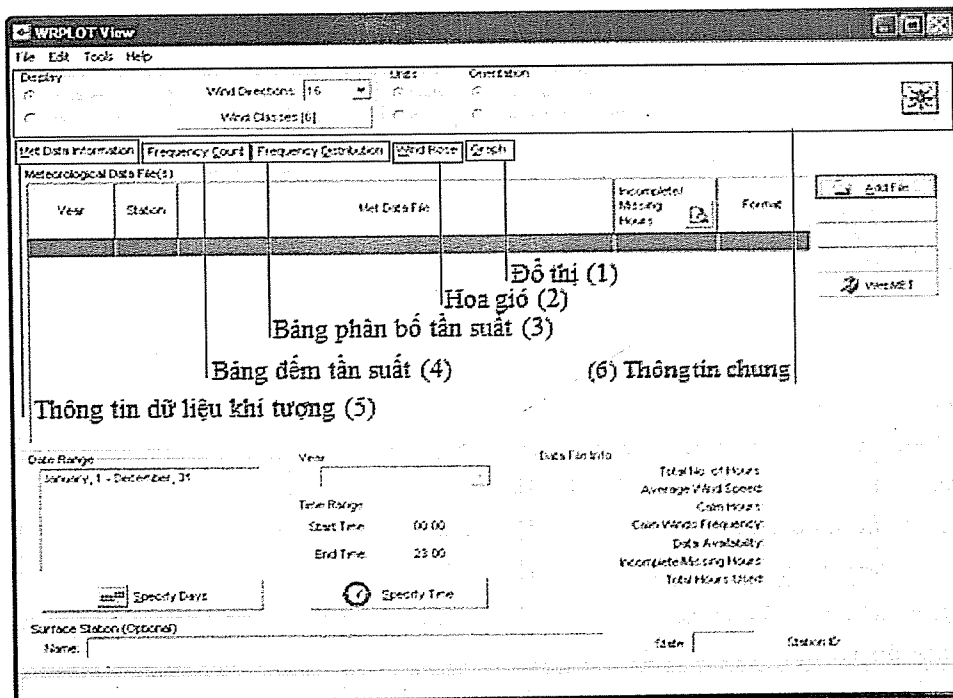 WRPLOT View
File Edit Tools Help
Display
Units
Orientation
Wind Directions: 16
Wind Classes [6]
Met Data Information
Frequency Count
Frequency Distribution
Wind Rose
Graph
Meteorological Data File(s)
Year
Station
Met Data File
Incomplete/
Missing
Hours
Format
Add File
WebMET
Đồ thị (1)
Hoa gió (2)
Bảng phân bố tần suất (3)
Bảng đếm tần suất (4)
(6) Thông tin chung
Thông tin dữ liệu khí tượng (5)
Date Range
January, 1 - December, 31
Year
Time Range
Start Time: 00:00
End Time: 23:00
Specify Days
Specify Time
Data File Info
Total No. of Hours:
Average Wind Speed:
Calm Hours:
Calm Winds Frequency:
Data Availability:
Incomplete/Missing Hours:
Total Hours Used:
Surface Station (Optional)
Name:
State:
Station ID: